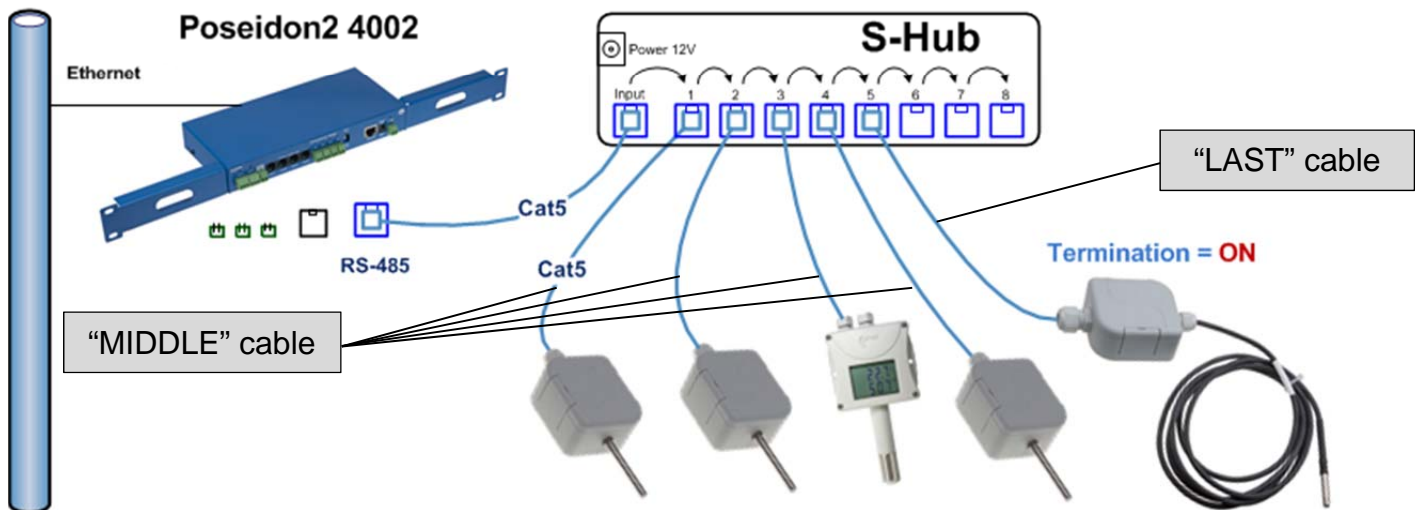 Poseidon2 4002
Ethernet
S-Hub
Power 12V
Input 1 2 3 4 5 6 7 8
"LAST" cable
Cat5
Cat5
RS-485
Termination = ON
“MIDDLE” cable